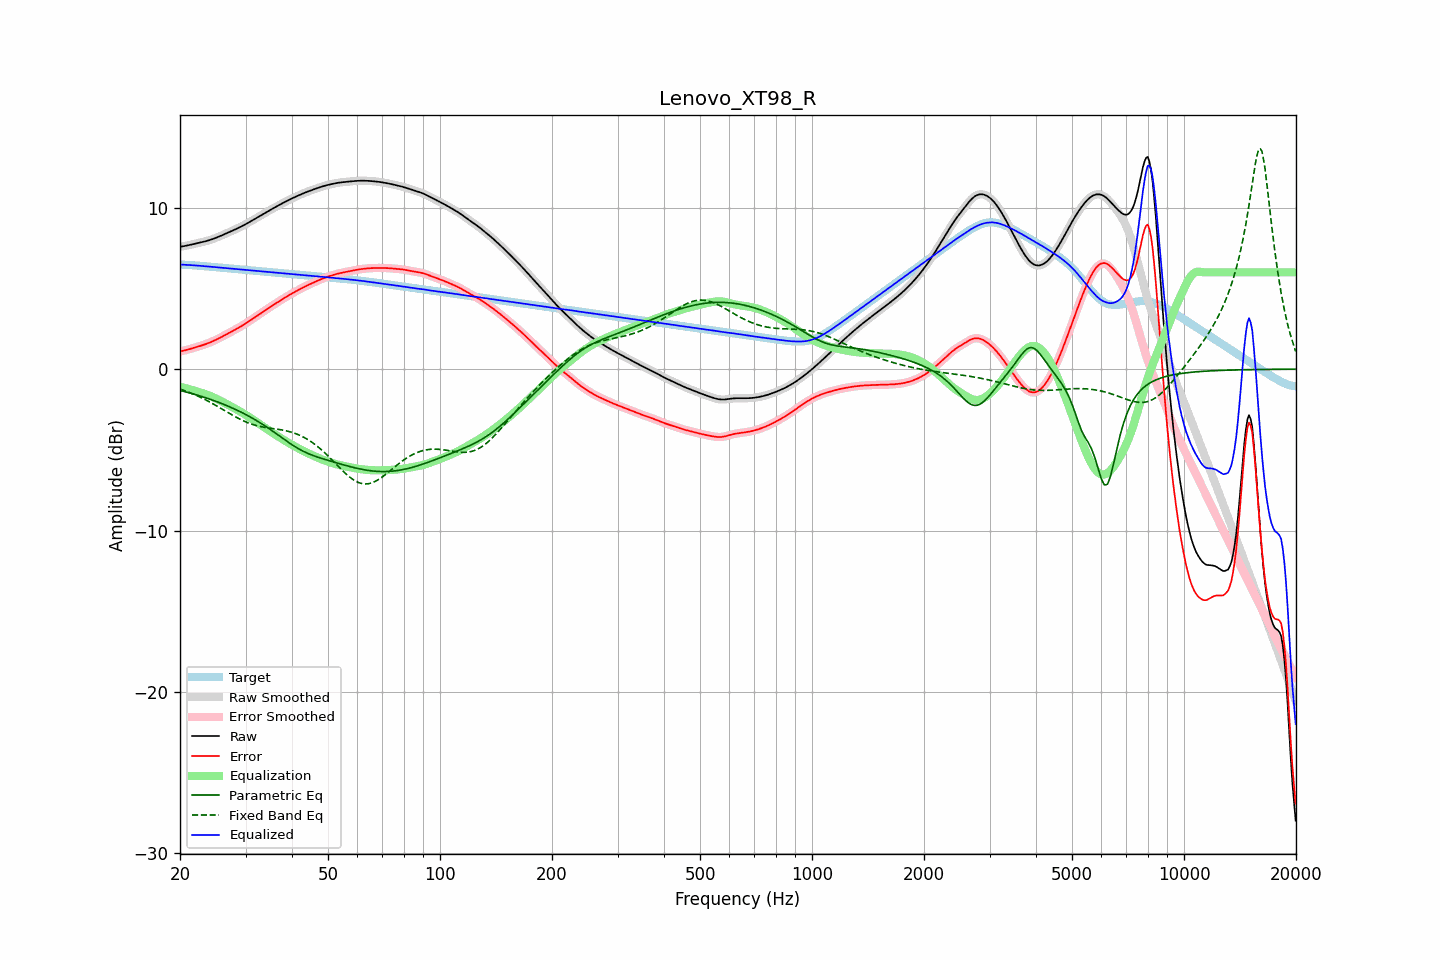 Lenovo_XT98_R
Amplitude (dBr)
10
0
−10
−20
−30
Target
Raw Smoothed
Error Smoothed
Raw
Error
Equalization
Parametric Eq
Fixed Band Eq
Equalized
20 50 100 200 500 1000 2000 5000 10000 20000
Frequency (Hz)